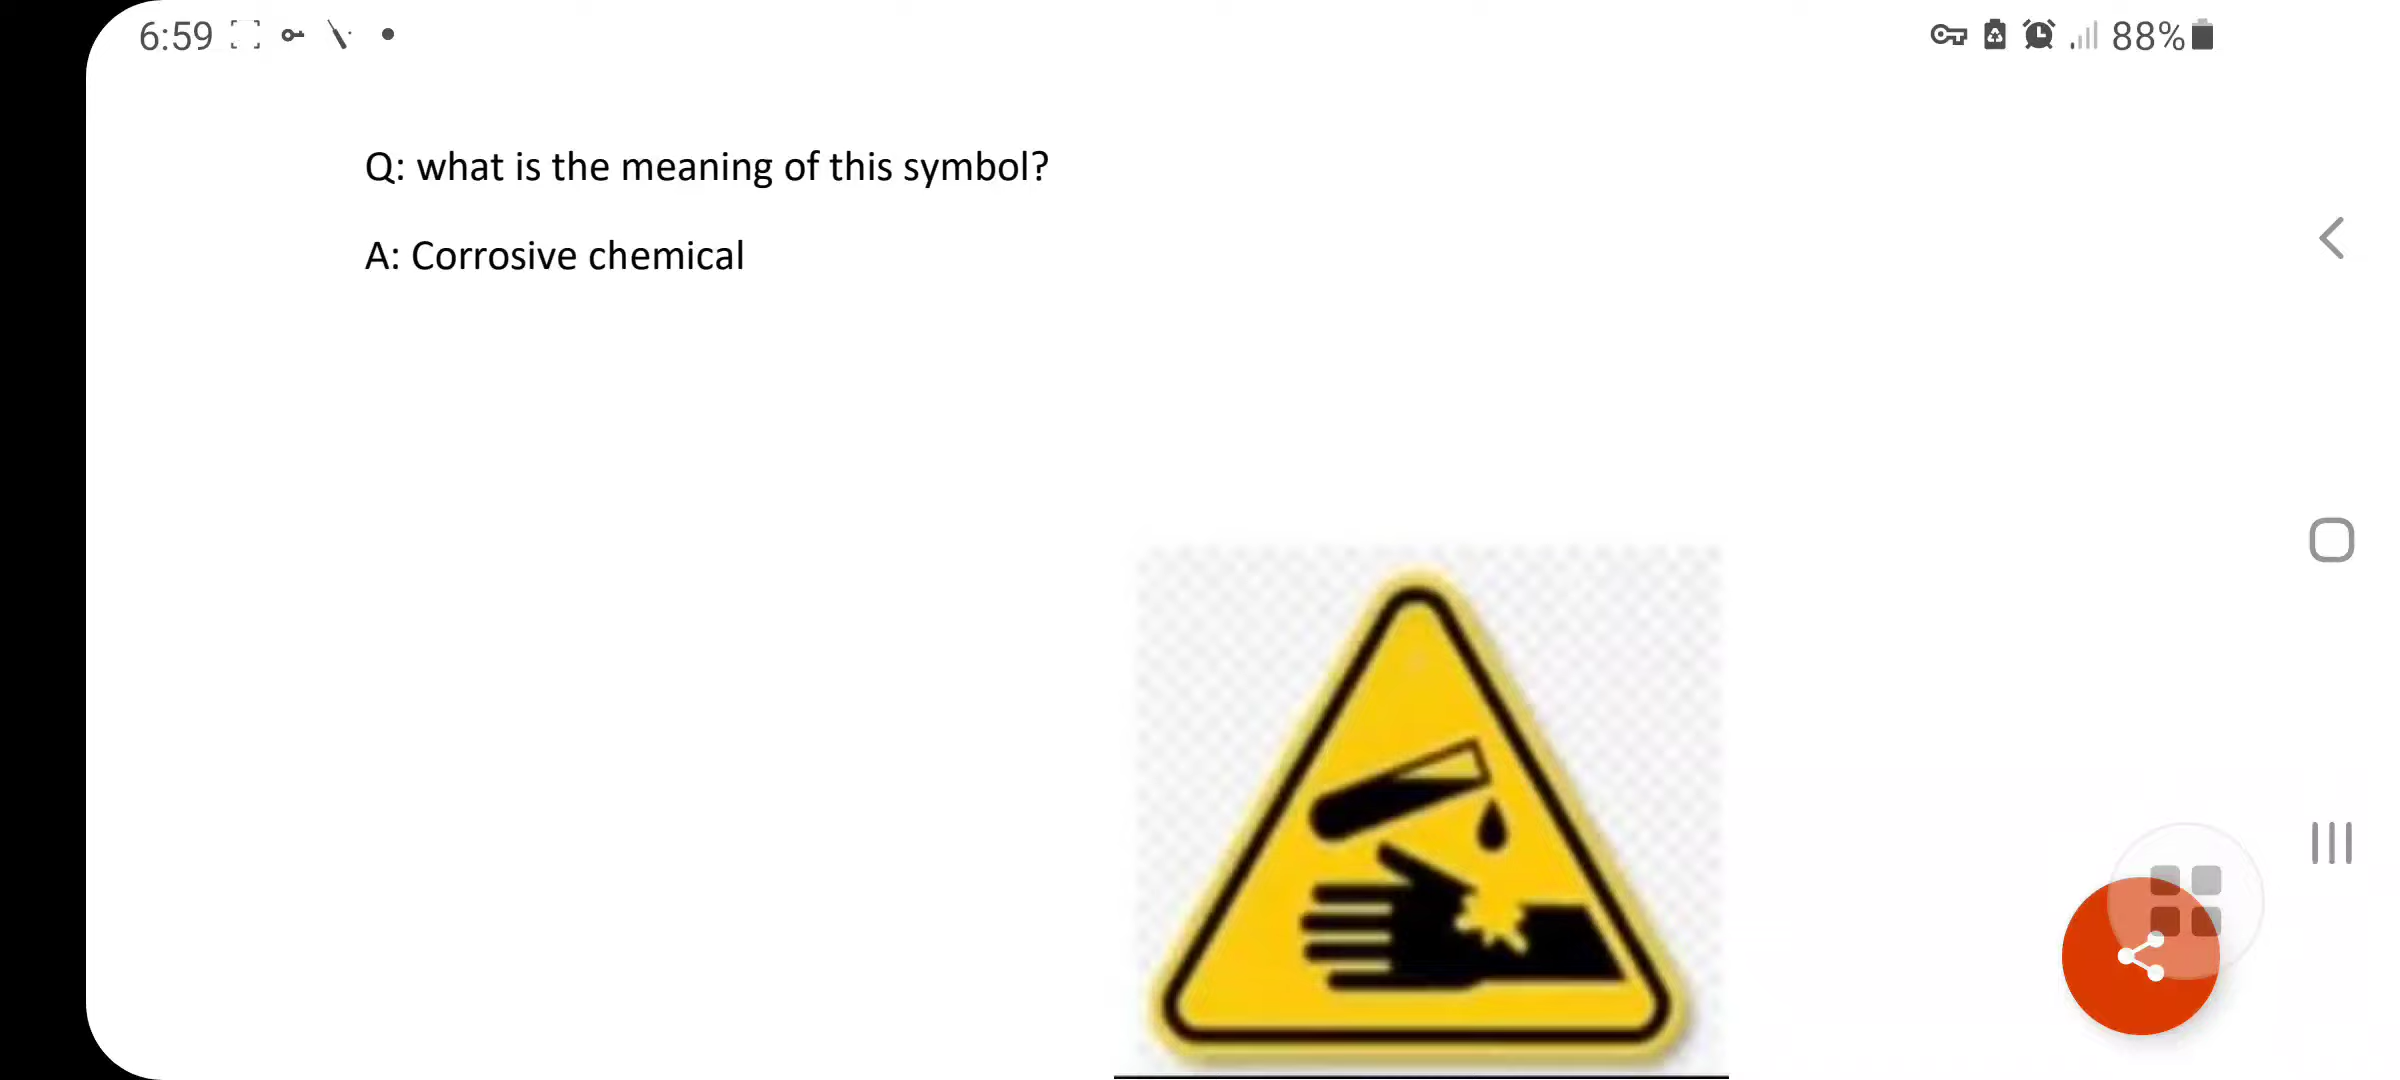 6:59
88%
Q: what is the meaning of this symbol?
A: Corrosive chemical